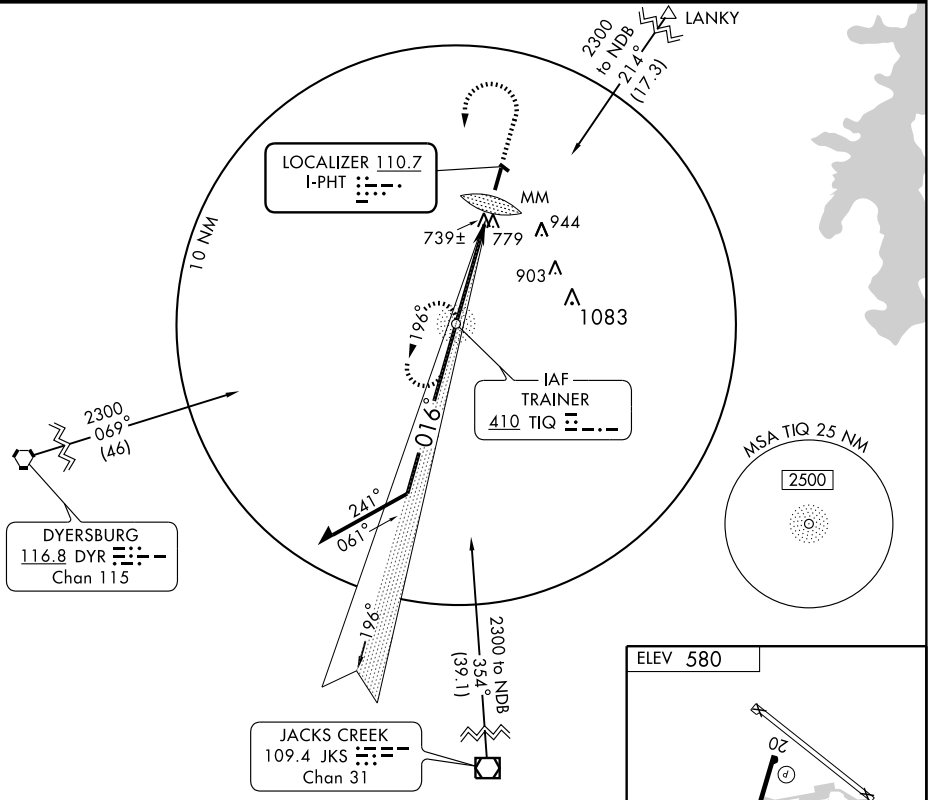 LANKY
2300
to NDB
214°
(17.3)
LOCALIZER 110.7
I-PHT
MM
944
739±
779
903
1083
10 NM
196°
IAF
TRAINER
410 TIQ
016°
2300
069°
(46)
MSA TIQ 25 NM
2500
241°
061°
DYERSBURG
116.8 DYR
Chan 115
196°
2300 to NDB
354°
(39.1)
ELEV 580
JACKS CREEK
109.4 JKS
Chan 31
20
P